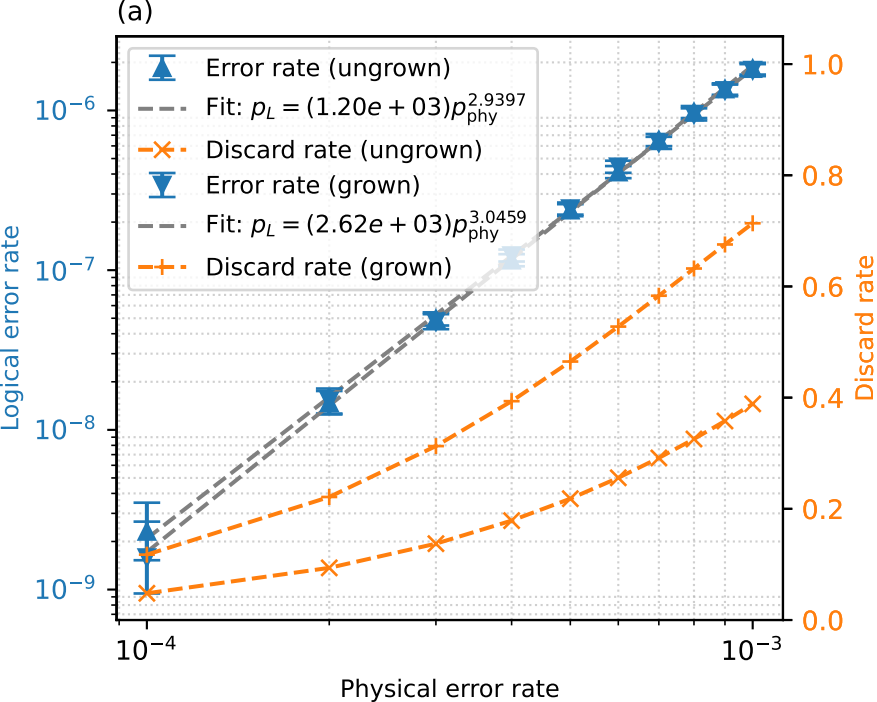 (a)
Error rate (ungrown)
Fit: p_L = (1.20e + 03)p_phy^2.9397
Discard rate (ungrown)
Error rate (grown)
Fit: p_L = (2.62e + 03)p_phy^3.0459
Discard rate (grown)
Logical error rate
10^−6
10^−7
10^−8
10^−9
1.0
0.8
0.6
0.4
0.2
0.0
Discard rate
10^−4
10^−3
Physical error rate